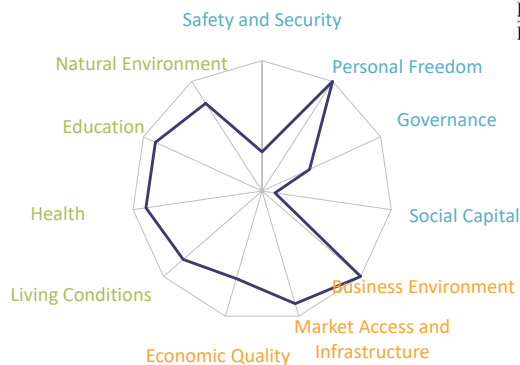 Safety and Security
Natural Environment
Personal Freedom
Education
Governance
Health
Social Capital
Living Conditions
Business Environment
Market Access and
Infrastructure
Economic Quality